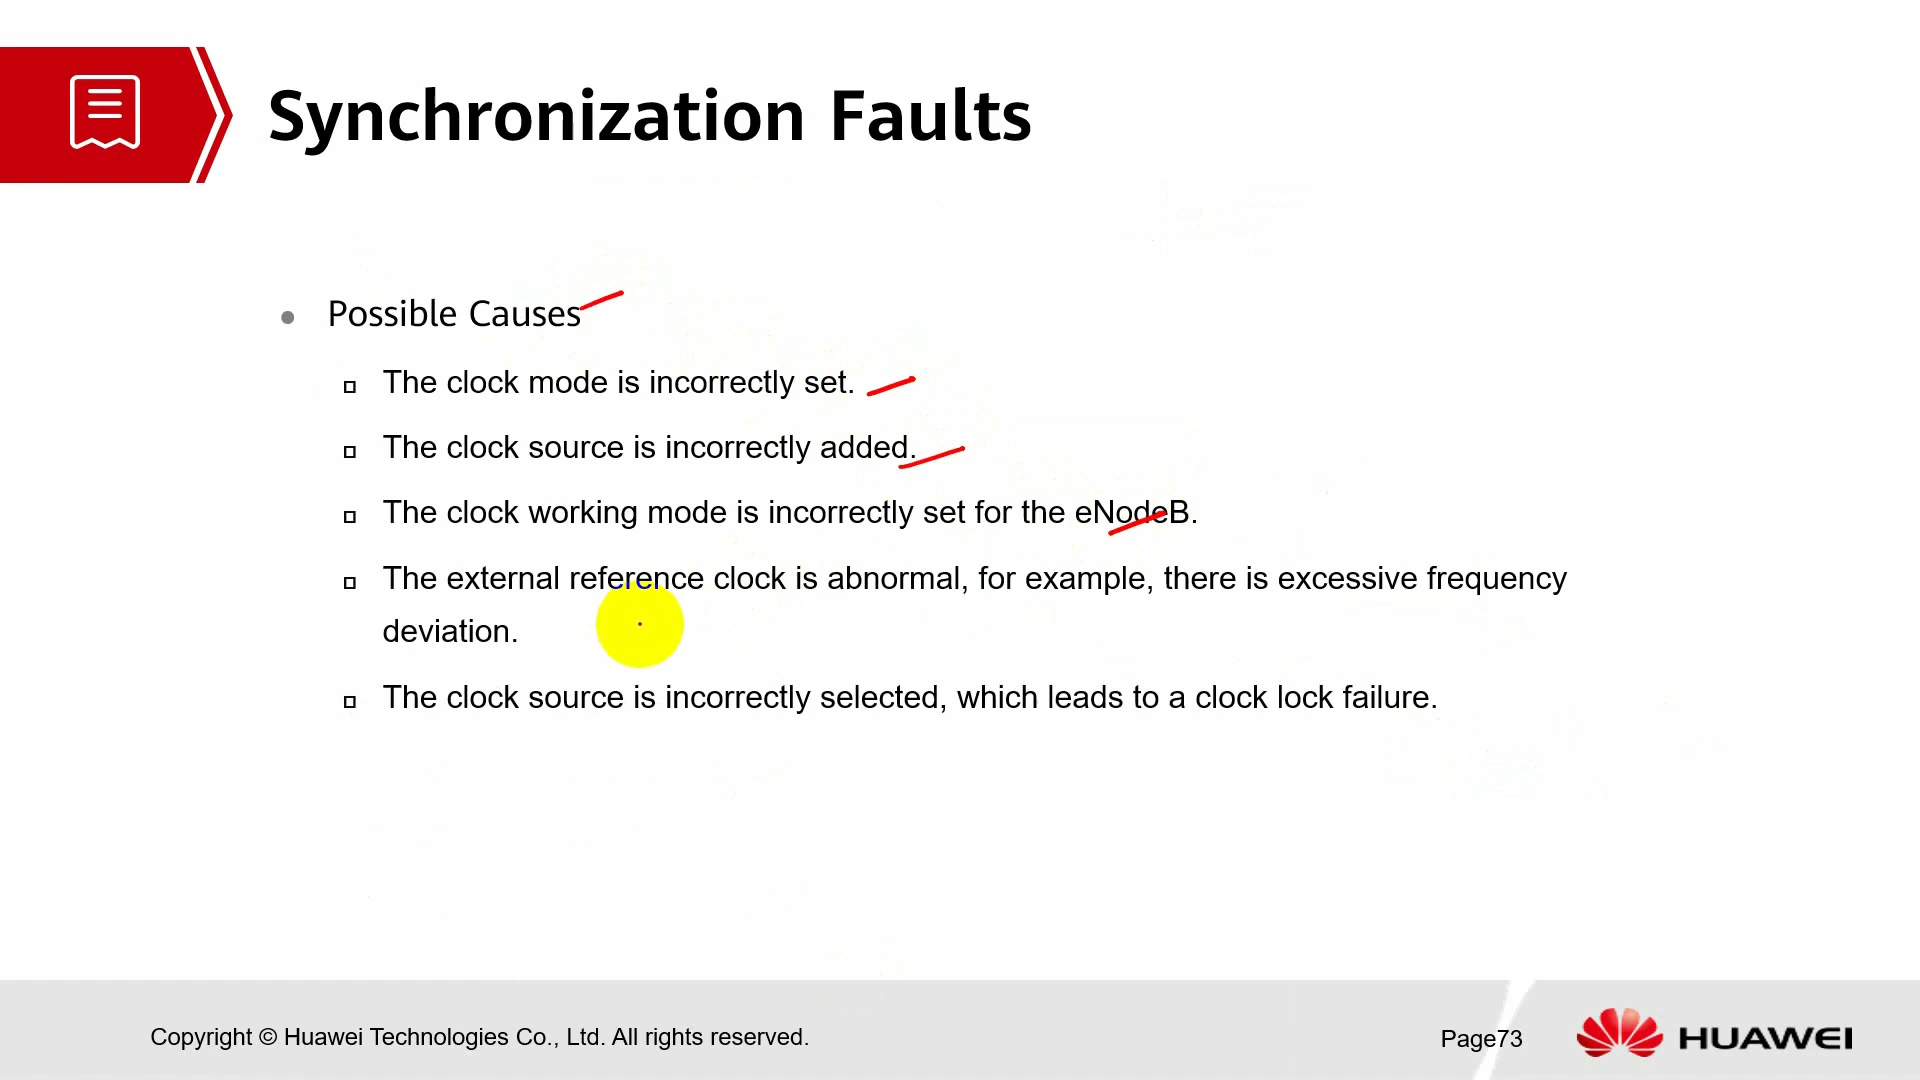 Synchronization Faults
Possible Causes
The clock mode is incorrectly set.
The clock source is incorrectly added.
The clock working mode is incorrectly set for the eNodeB.
The external reference clock is abnormal, for example, there is excessive frequency
deviation.
The clock source is incorrectly selected, which leads to a clock lock failure.
Copyright © Huawei Technologies Co., Ltd. All rights reserved.
Page73
HUAWEI